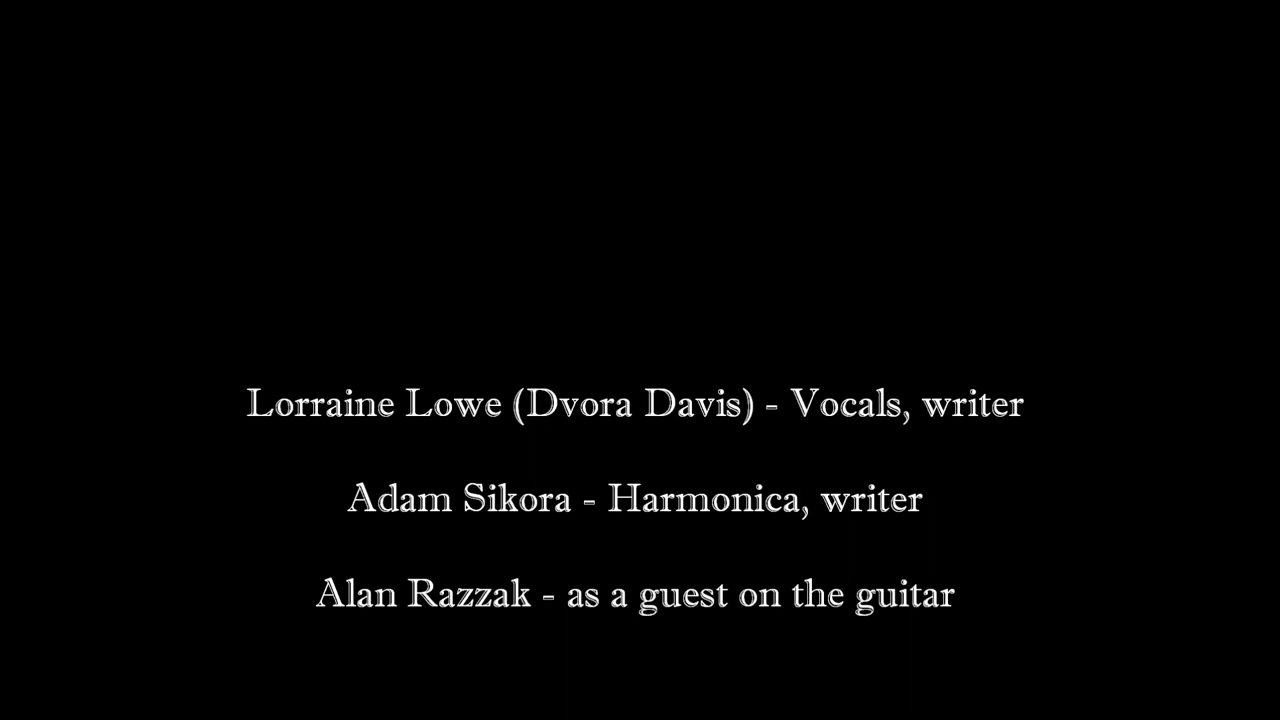 Lorraine Lowe (Dvora Davis) - Vocals, writer
Adam Sikora - Harmonica, writer
Alan Razzak - as a guest on the guitar